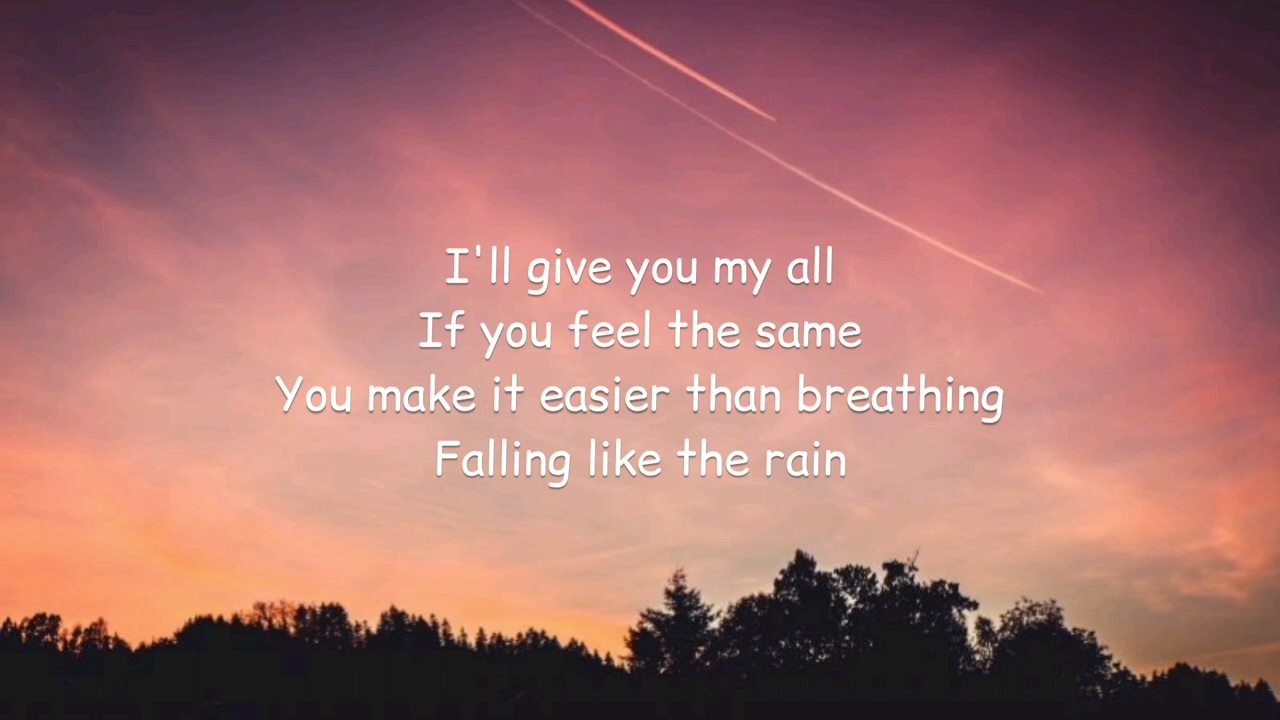 I'll give you my all
If you feel the same
You make it easier than breathing
Falling like the rain